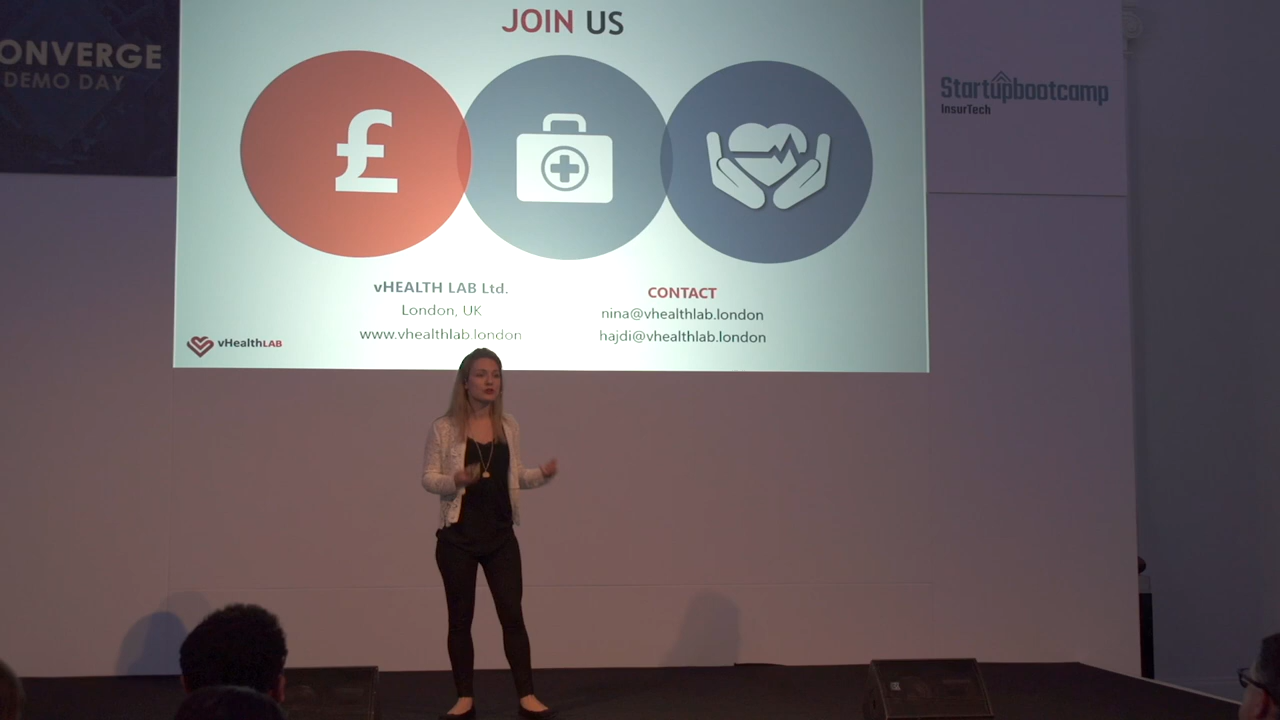 ONVERGE
DEMO DAY
JOIN US
£
Startupbootcamp
InsurTech
vHEALTH LAB Ltd.
London, UK
www.vhealthlab.london
CONTACT
nina@vhealthlab.london
hajdi@vhealthlab.london
vHealthLAB